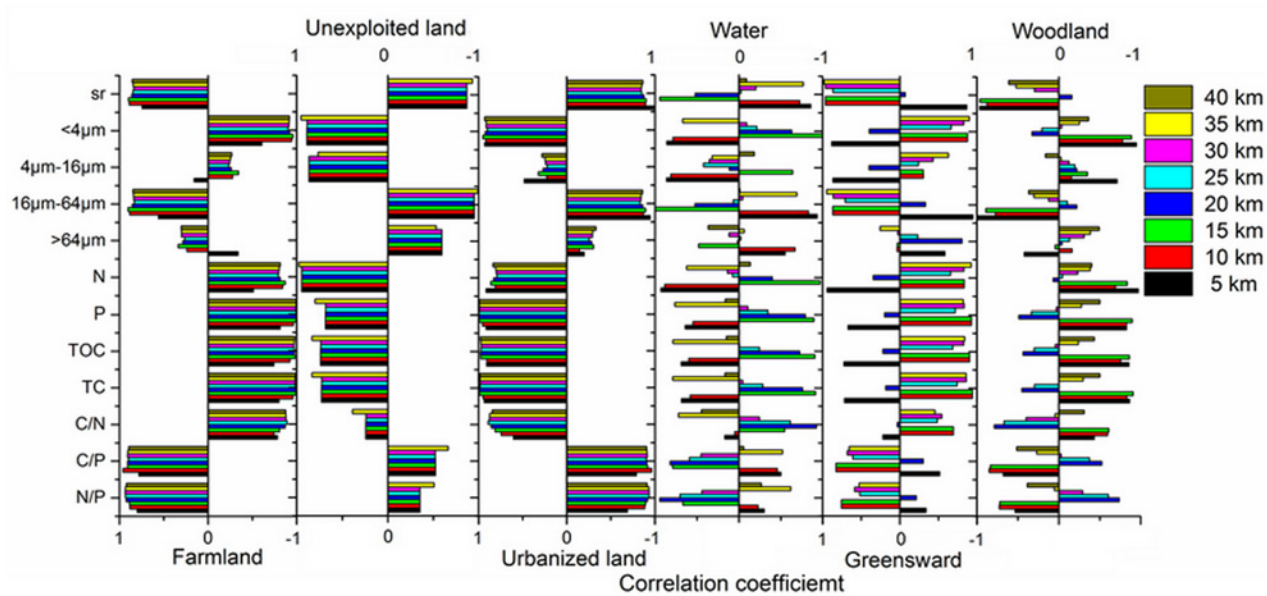 Unexploited land Water Woodland
1 0 -1 1 0 -1 1 0 -1
sr
<4μm
4μm-16μm
16μm-64μm
>64μm
N
P
TOC
TC
C/N
C/P
N/P
40 km
35 km
30 km
25 km
20 km
15 km
10 km
5 km
1 0 -1 0 1 0 -1 1 0 -1 0
Farmland Urbanized land Greensward
Correlation coefficiemt